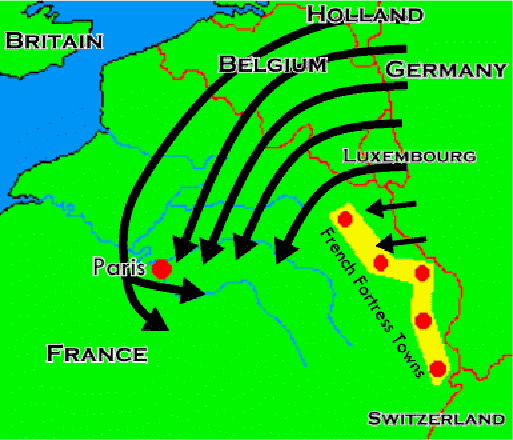 HOLLAND
BRITAIN
BELGIUM
GERMANY
LUXEMBOURG
Paris
French Fortress Towns
FRANCE
SWITZERLAND